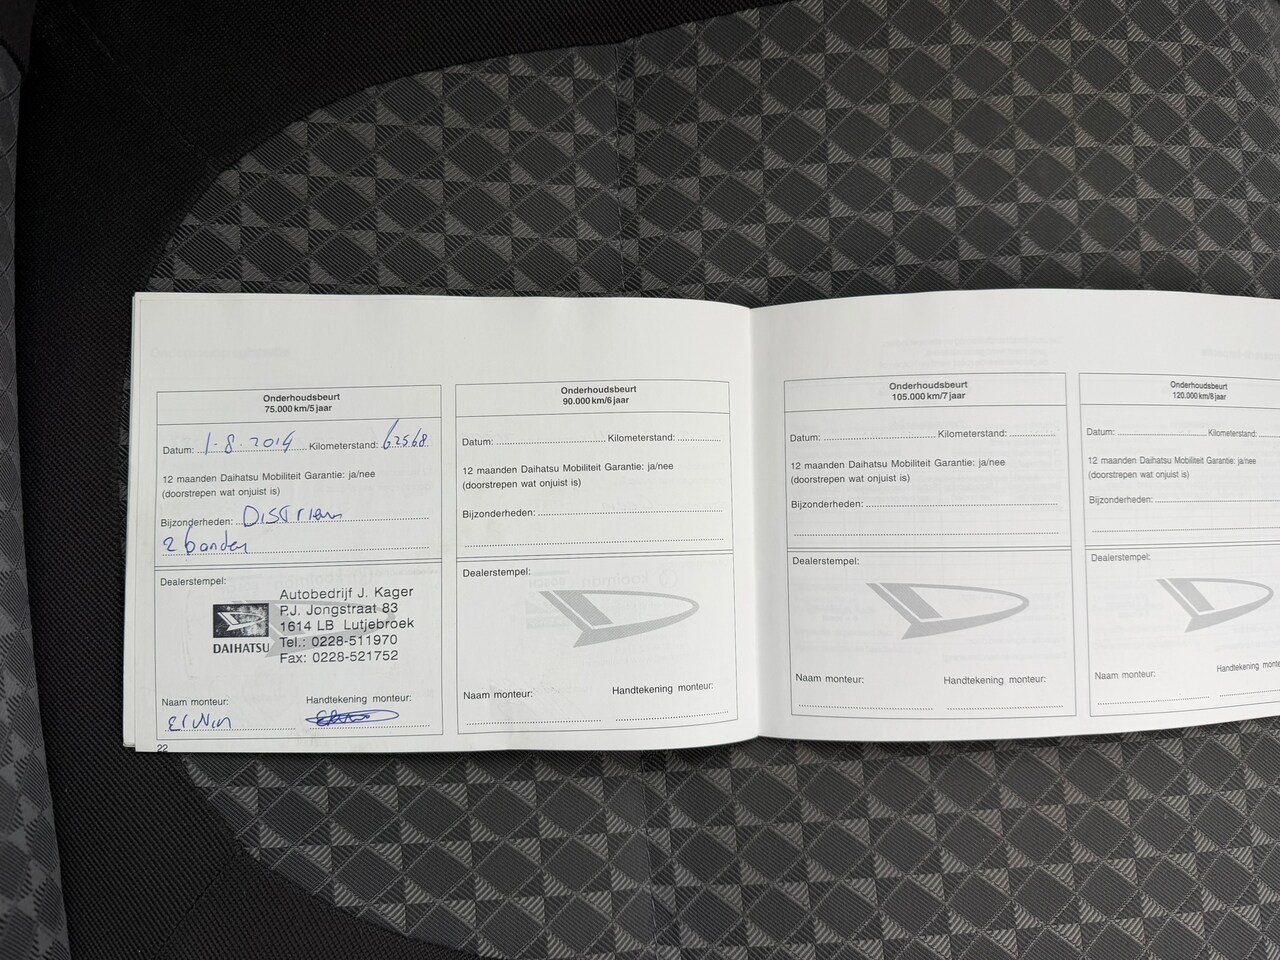 Onderhoudsbeurt
75.000 km/5 jaar
Datum: 1-8-2014 Kilometerstand: 62568
12 maanden Daihatsu Mobiliteit Garantie: ja/nee
(doorstrepen wat onjuist is)
Bijzonderheden: Distriem
2 banden
Dealerstempel:
DAIHATSU
Autobedrijf J. Kager
P.J. Jongstraat 83
1614 LB Lutjebroek
Tel.: 0228-511970
Fax: 0228-521752
Naam monteur: Handtekening monteur:
Erwin
22
Onderhoudsbeurt
90.000 km/6 jaar
Datum: Kilometerstand:
12 maanden Daihatsu Mobiliteit Garantie: ja/nee
(doorstrepen wat onjuist is)
Bijzonderheden:
Dealerstempel:
Naam monteur: Handtekening monteur:
Onderhoudsbeurt
105.000 km/7 jaar
Datum: Kilometerstand:
12 maanden Daihatsu Mobiliteit Garantie: ja/nee
(doorstrepen wat onjuist is)
Bijzonderheden:
Dealerstempel:
Naam monteur: Handtekening monteur:
Onderhoudsbeurt
120.000 km/8 jaar
Datum: Kilometerstand:
12 maanden Daihatsu Mobiliteit Garantie: ja/nee
(doorstrepen wat onjuist is)
Bijzonderheden:
Dealerstempel:
Naam monteur: Handtekening